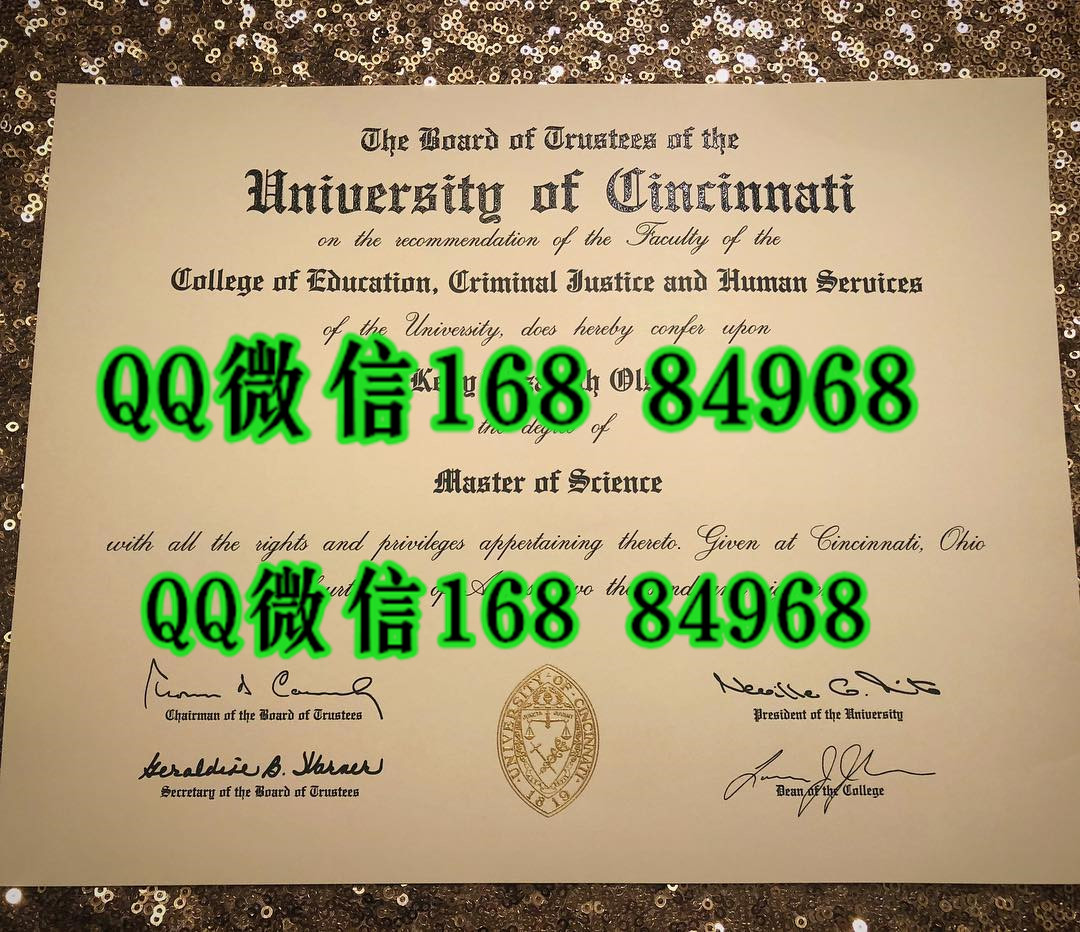 The Board of Trustees of the
University of Cincinnati
on the recommendation of the Faculty of the
College of Education, Criminal Justice and Human Services
of the University, does hereby confer upon
QQ微信168 84968
the degree of
Master of Science
with all the rights and privileges appertaining thereto. Given at Cincinnati, Ohio
QQ微信168 84968
Chairman of the Board of Trustees
President of the University
Geraldine B. Warner
Secretary of the Board of Trustees
Dean of the College
UNIVERSITY·OF·CINCINNATI·
1819